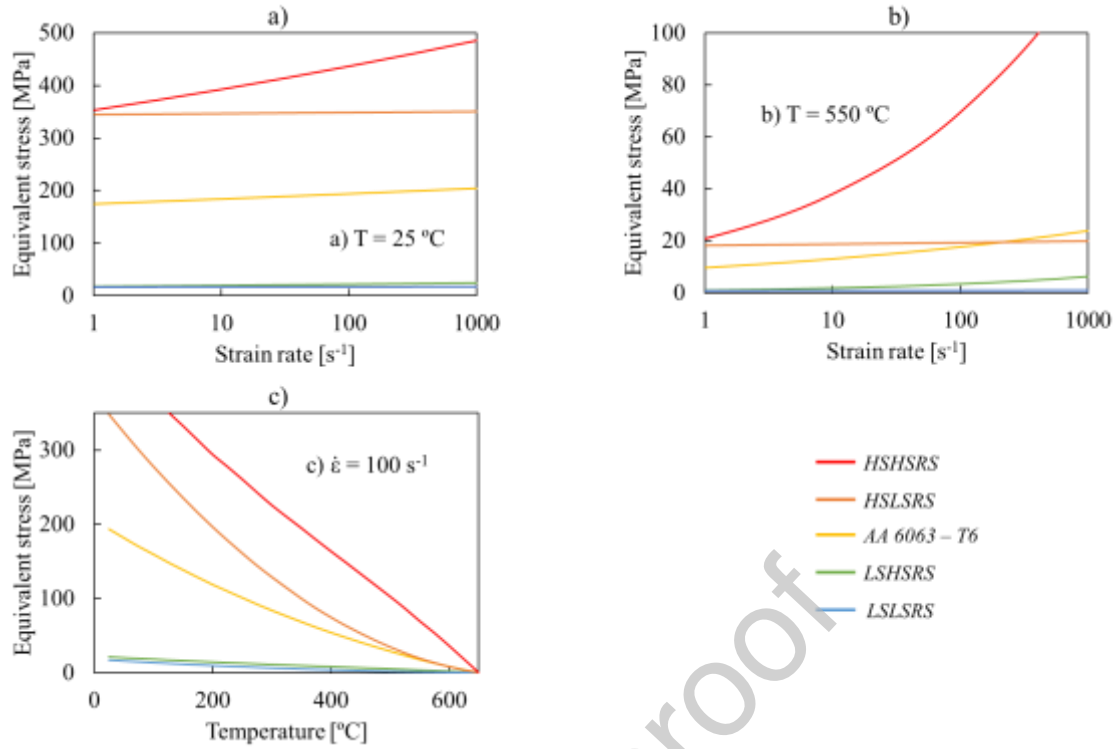 a)
Equivalent stress [MPa]
500
400
300
200
100
0
a) T = 25 ºC
1 10 100 1000
Strain rate [s⁻¹]
b)
Equivalent stress [MPa]
100
80
60
40
20
0
b) T = 550 ºC
1 10 100 1000
Strain rate [s⁻¹]
c)
Equivalent stress [MPa]
300
200
100
0
c) ε̇ = 100 s⁻¹
0 200 400 600
Temperature [ºC]
HSHSRS
HSLSRS
AA 6063 – T6
LSHSRS
LSLSRS
roof